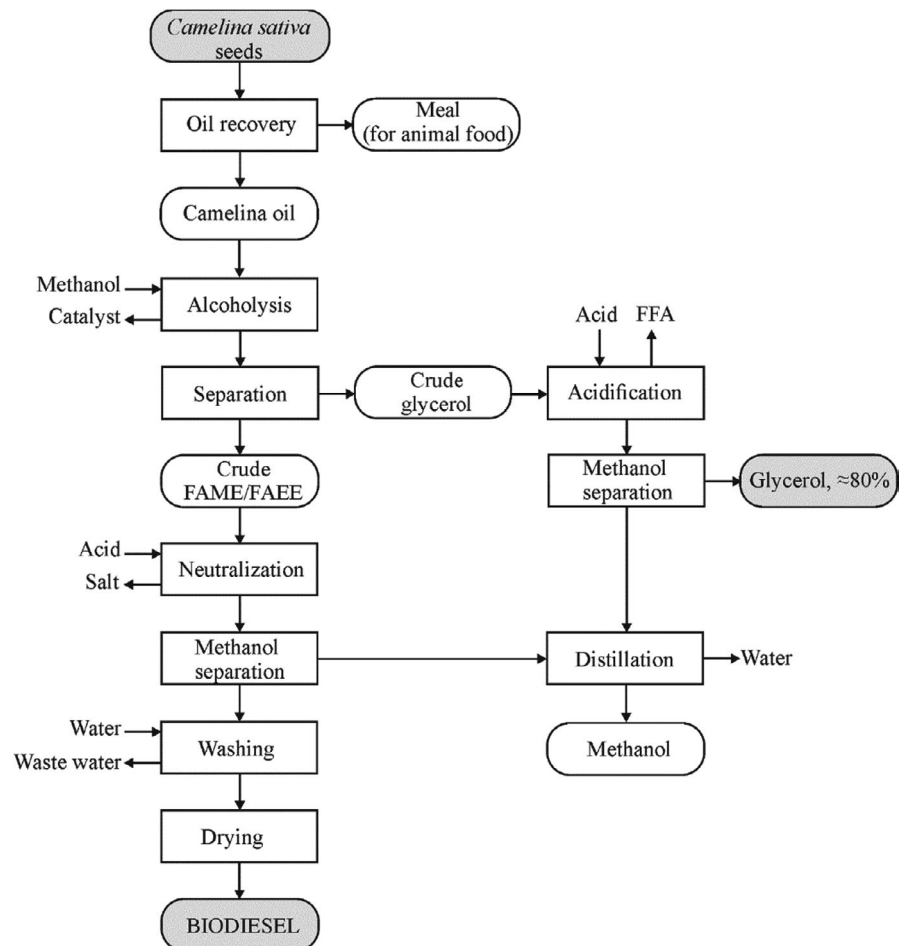 Camelina sativa
seeds
Oil recovery
Meal
(for animal food)
Camelina oil
Methanol
Catalyst
Alcoholysis
Acid
FFA
Separation
Crude
glycerol
Acidification
Crude
FAME/FAEE
Methanol
separation
Glycerol, ≈80%
Acid
Salt
Neutralization
Methanol
separation
Distillation
Water
Water
Waste water
Washing
Methanol
Drying
BIODIESEL